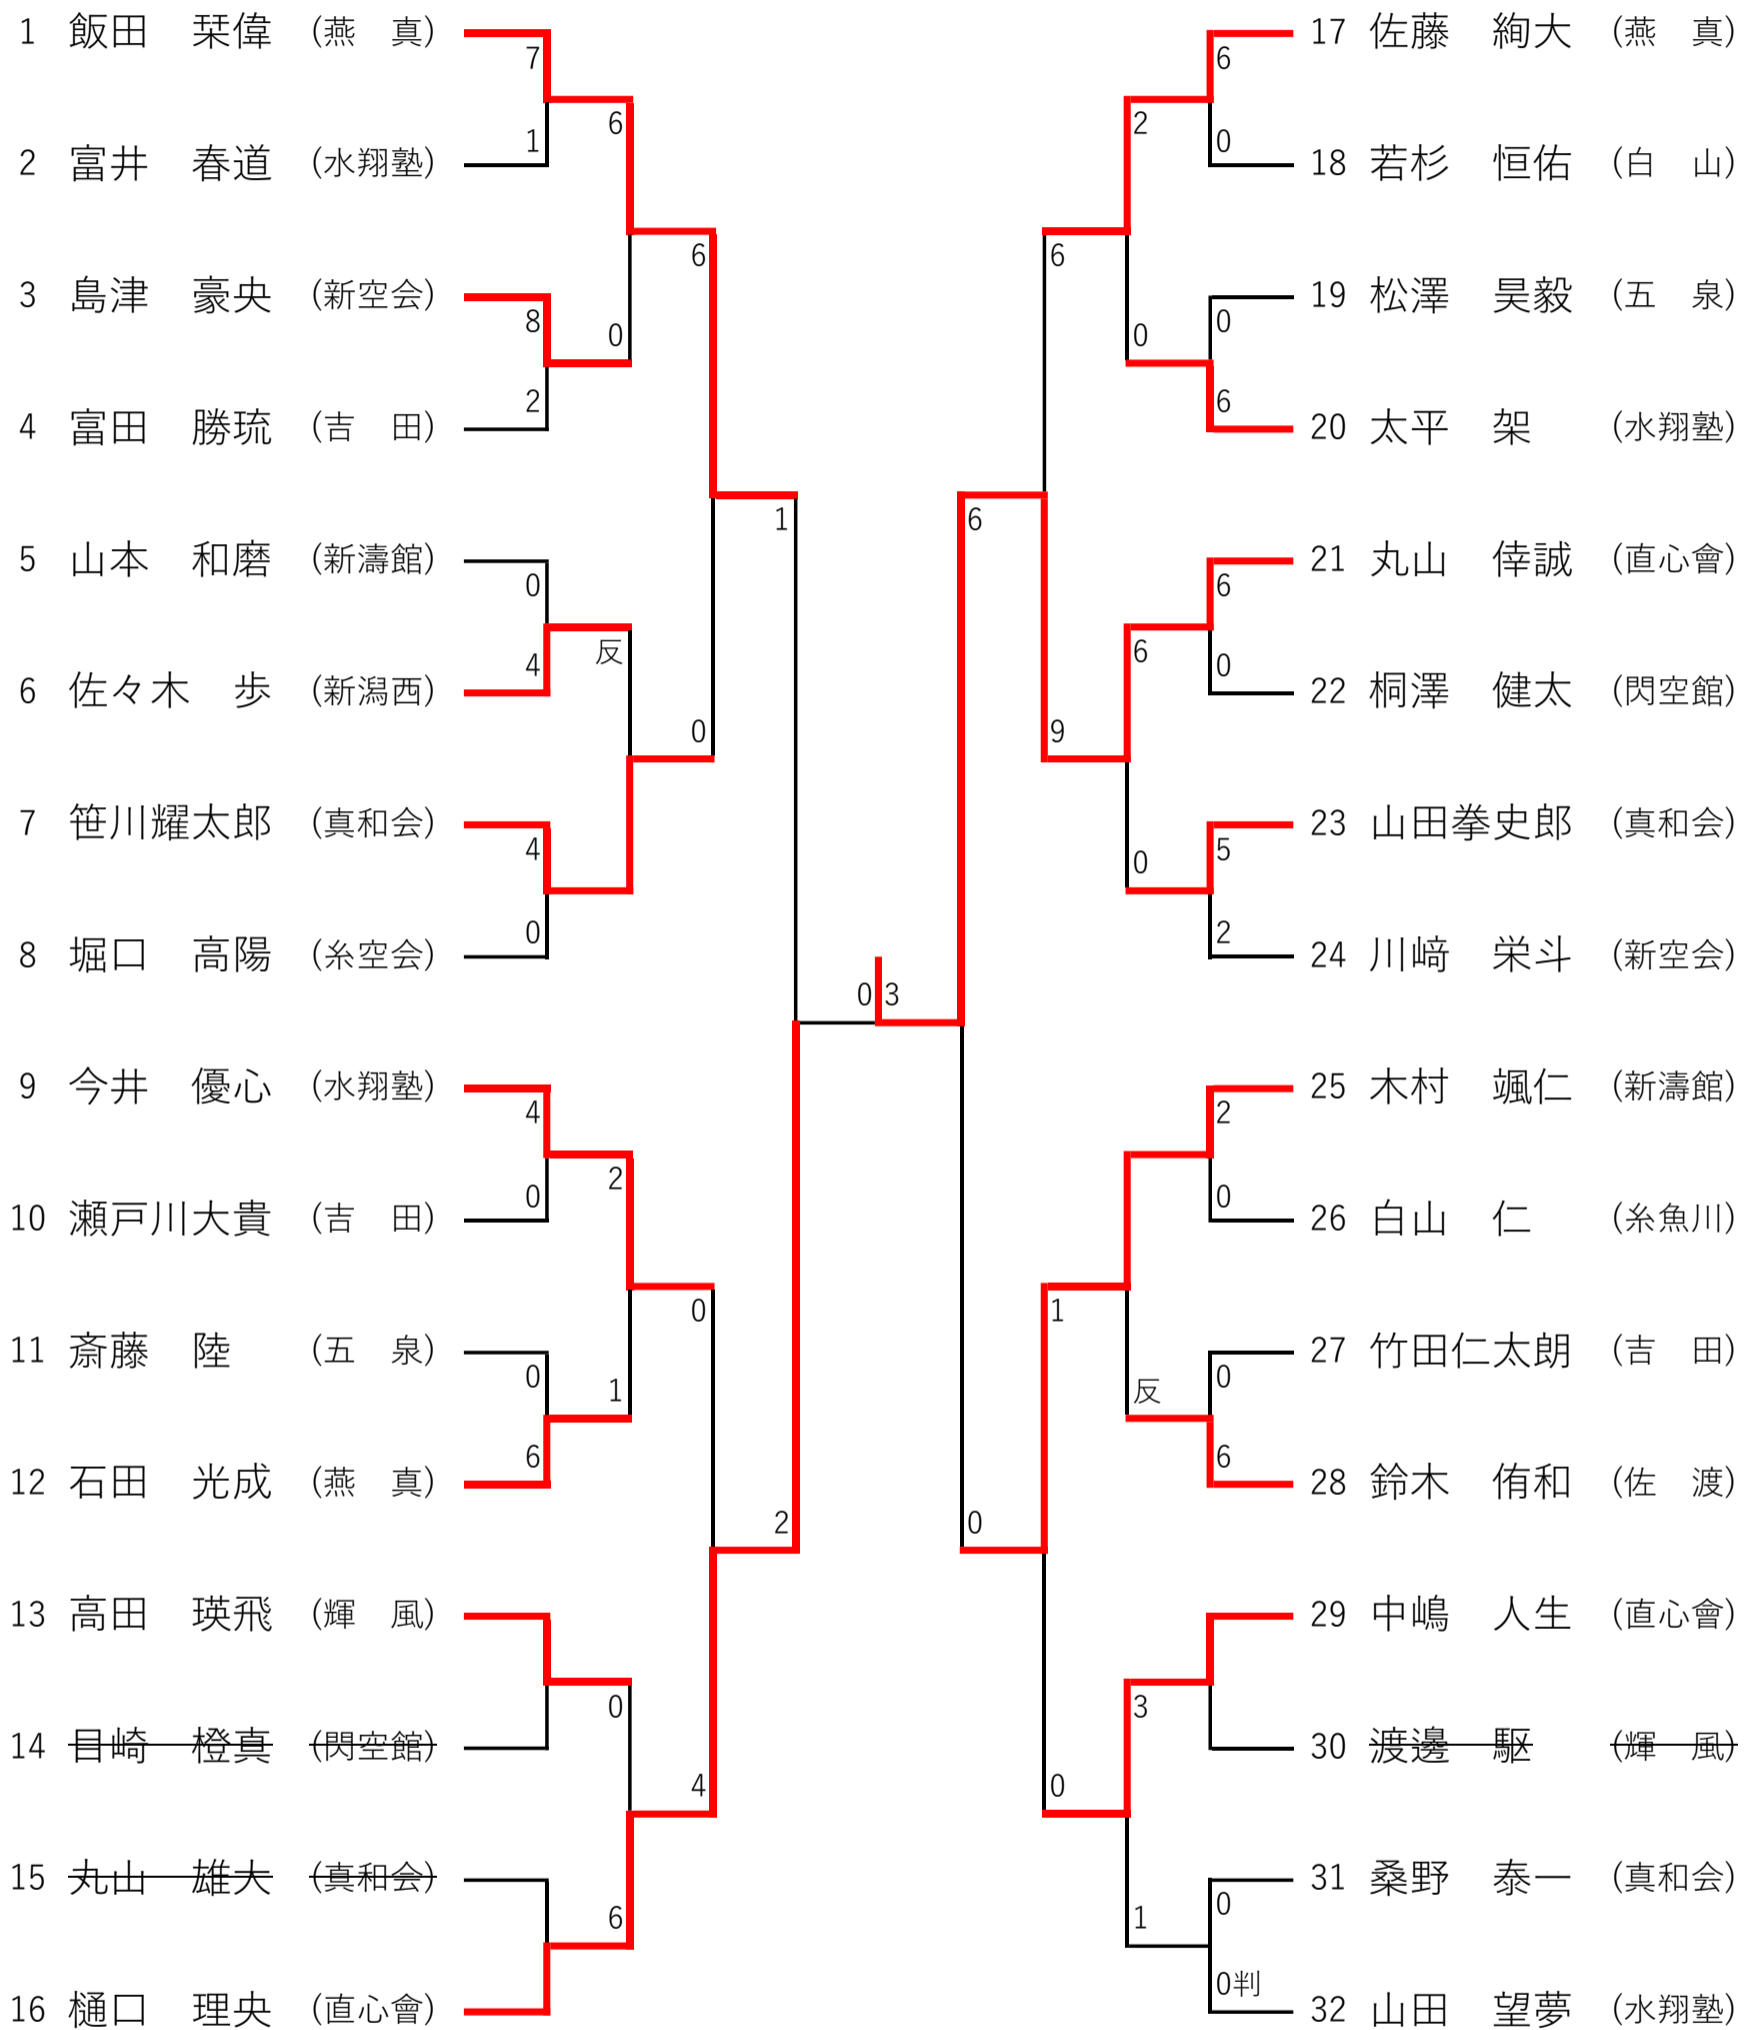 1 飯田 栞偉 (燕 真)
7
1
2 富井 春道 (水翔塾)
6
3 島津 豪央 (新空会)
8
2
0
4 富田 勝琉 (吉 田)
6
5 山本 和磨 (新濤館)
0
4
反
6 佐々木 歩 (新潟西)
0
7 笹川耀太郎 (真和会)
4
0
8 堀口 高陽 (糸空会)
1
9 今井 優心 (水翔塾)
4
0
2
10 瀬戸川大貴 (吉 田)
0
11 斎藤 陸 (五 泉)
0
6
1
12 石田 光成 (燕 真)
2
13 高田 瑛飛 (輝 風)
0
14 目崎 橙真 (閃空館)
4
15 丸山 雄大 (真和会)
6
16 樋口 理央 (直心會)
0 3
17 佐藤 絢大 (燕 真)
6
0
2
18 若杉 恒佑 (白 山)
6
19 松澤 昊毅 (五 泉)
0
6
0
20 太平 架 (水翔塾)
6
21 丸山 倖誠 (直心會)
6
0
6
22 桐澤 健太 (閃空館)
9
23 山田拳史郎 (真和会)
5
2
0
24 川﨑 栄斗 (新空会)
25 木村 颯仁 (新濤館)
2
0
26 白山 仁 (糸魚川)
1
27 竹田仁太朗 (吉 田)
0
6
反
28 鈴木 侑和 (佐 渡)
0
29 中嶋 人生 (直心會)
3
30 渡邊 駆 (輝 風)
0
31 桑野 泰一 (真和会)
0
0判
1
32 山田 望夢 (水翔塾)